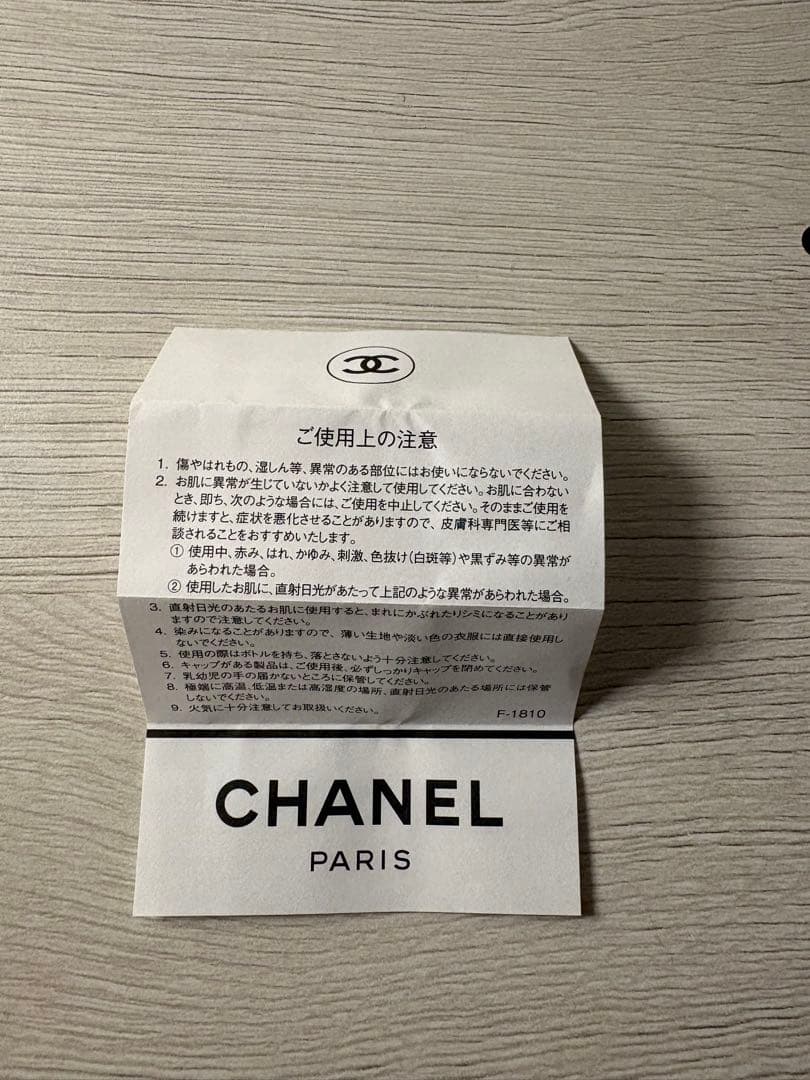 ご使用上の注意
1. 傷やはれもの、湿しん等、異常のある部位にはお使いにならないでください。
2. お肌に異常が生じていないかよく注意して使用してください。お肌に合わない
とき、即ち、次のような場合には、ご使用を中止してください。そのままご使用を
続けますと、症状を悪化させることがありますので、皮膚科専門医等にご相
談されることをおすすめいたします。
① 使用中、赤み、はれ、かゆみ、刺激、色抜け(白斑等)や黒ずみ等の異常が
あらわれた場合。
② 使用したお肌に、直射日光があたって上記のような異常があらわれた場合。
3. 直射日光のあたるお肌に使用すると、まれにかぶれたりシミになることがあり
ますので注意してください。
4. 染みになることがありますので、薄い生地や淡い色の衣服には直接使用し
ないでください。
5. 使用の際はボトルを持ち、落とさないよう十分注意してください。
6. キャップがある製品は、ご使用後、必ずしっかりキャップを閉めてください。
7. 乳幼児の手の届かないところに保管してください。
8. 極端に高温、低温または高湿度の場所、直射日光のあたる場所には保管
しないでください。
9. 火気に十分注意してお取扱いください。
F-1810
CHANEL
PARIS